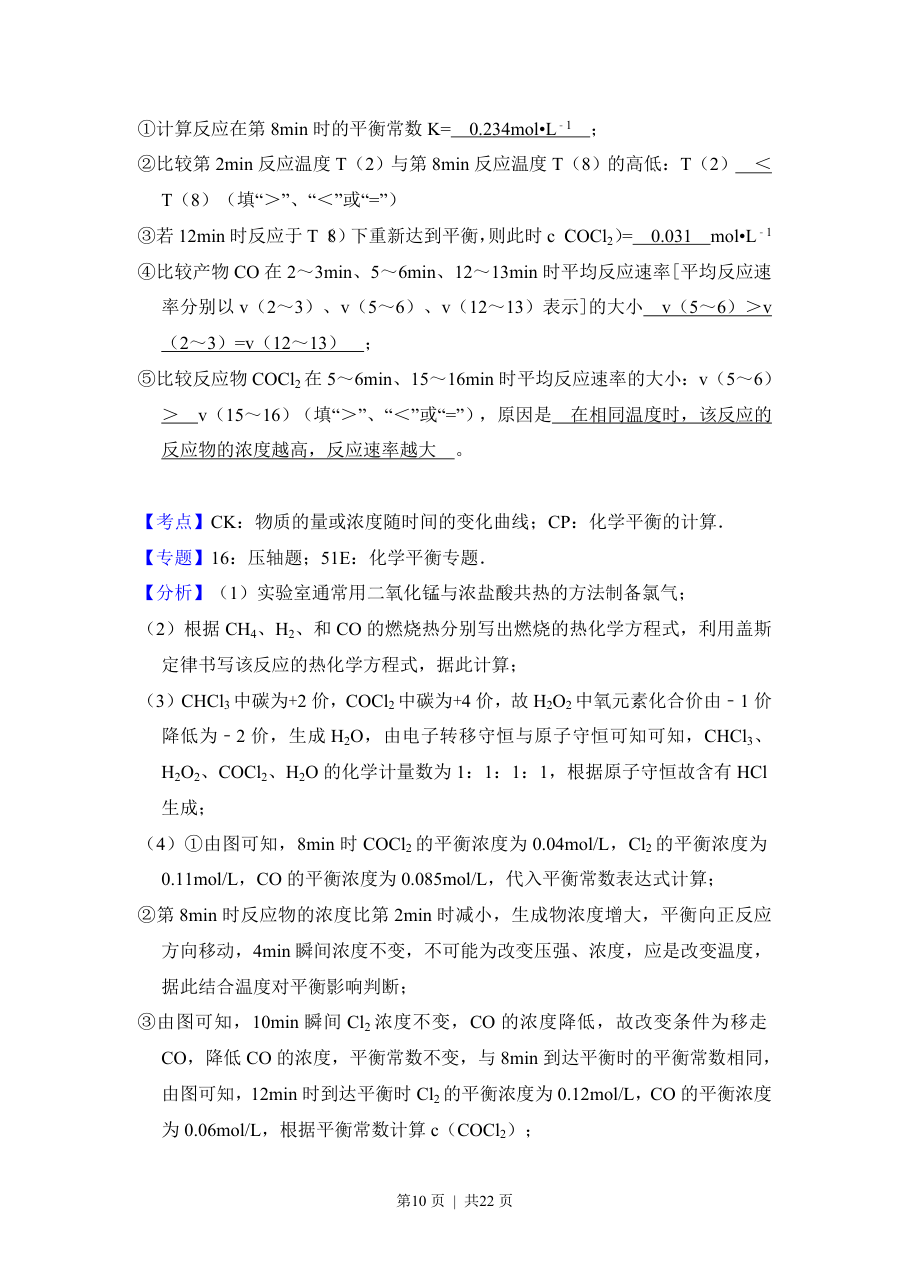 ①计算反应在第 8min 时的平衡常数 K= 0.234mol•L﹣1 ；
②比较第 2min 反应温度 T（2）与第 8min 反应温度 T（8）的高低：T（2） ＜
T（8）（填“＞”、“＜”或“=”）
③若 12min 时反应于 T（8）下重新达到平衡，则此时 c（COCl2）= 0.031 mol•L﹣1
④比较产物 CO 在 2～3min、5～6min、12～13min 时平均反应速率[平均反应速
率分别以 v（2～3）、v（5～6）、v（12～13）表示]的大小 v（5～6）＞v
（2～3）=v（12～13） ；
⑤比较反应物 COCl2 在 5～6min、15～16min 时平均反应速率的大小：v（5～6）
＞ v（15～16）（填“＞”、“＜”或“=”），原因是 在相同温度时，该反应的
反应物的浓度越高，反应速率越大 。
【考点】CK：物质的量或浓度随时间的变化曲线；CP：化学平衡的计算．
【专题】16：压轴题；51E：化学平衡专题．
【分析】（1）实验室通常用二氧化锰与浓盐酸共热的方法制备氯气；
（2）根据 CH4、H2、和 CO 的燃烧热分别写出燃烧的热化学方程式，利用盖斯
定律书写该反应的热化学方程式，据此计算；
（3）CHCl3 中碳为+2 价，COCl2 中碳为+4 价，故 H2O2 中氧元素化合价由﹣1 价
降低为﹣2 价，生成 H2O，由电子转移守恒与原子守恒可知可知，CHCl3、
H2O2、COCl2、H2O 的化学计量数为 1：1：1：1，根据原子守恒故含有 HCl
生成；
（4）①由图可知，8min 时 COCl2 的平衡浓度为 0.04mol/L，Cl2 的平衡浓度为
0.11mol/L，CO 的平衡浓度为 0.085mol/L，代入平衡常数表达式计算；
②第 8min 时反应物的浓度比第 2min 时减小，生成物浓度增大，平衡向正反应
方向移动，4min 瞬间浓度不变，不可能为改变压强、浓度，应是改变温度，
据此结合温度对平衡影响判断；
③由图可知，10min 瞬间 Cl2 浓度不变，CO 的浓度降低，故改变条件为移走
CO，降低 CO 的浓度，平衡常数不变，与 8min 到达平衡时的平衡常数相同，
由图可知，12min 时到达平衡时 Cl2 的平衡浓度为 0.12mol/L，CO 的平衡浓度
为 0.06mol/L，根据平衡常数计算 c（COCl2）；
第10 页 | 共22 页